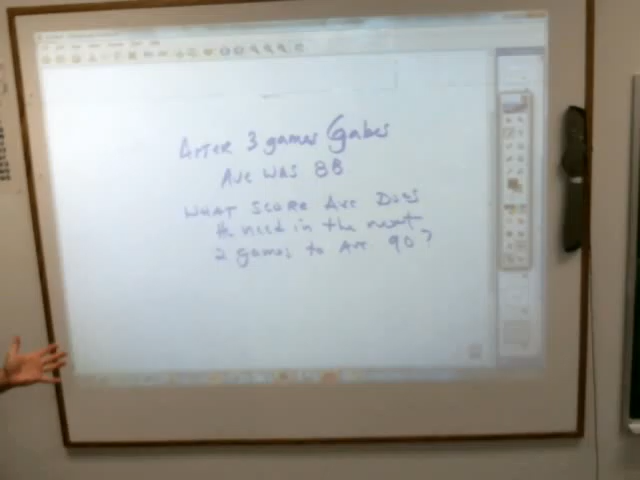 After 3 games Gabes
Ave was 88
What score Ave Does
He need in the next
2 games to Ave 90?